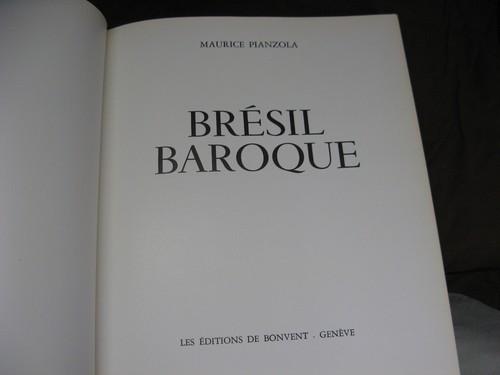 MAURICE PIANZOLA
BRÉSIL
BAROQUE
LES ÉDITIONS DE BONVENT . GENÈVE